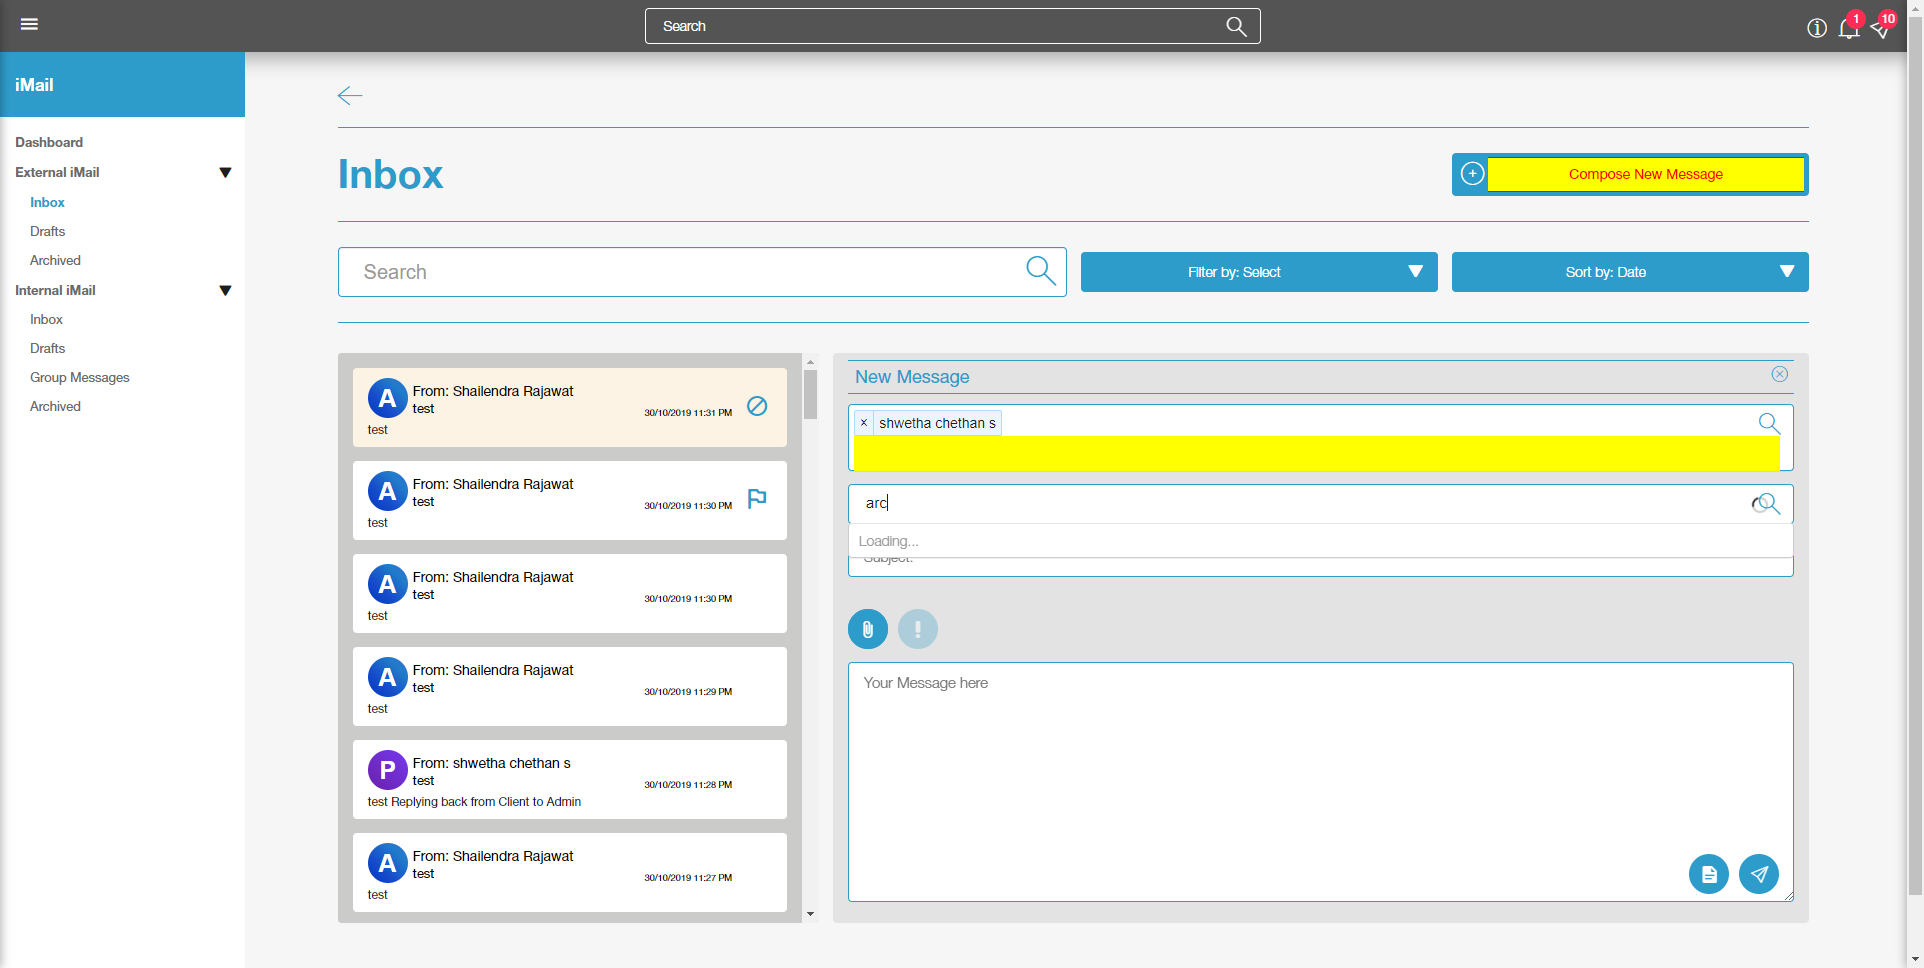 Search
1
10
iMail
Dashboard
External iMail
Inbox
Drafts
Archived
Internal iMail
Inbox
Drafts
Group Messages
Archived
Inbox
Compose New Message
Search
Filter by: Select
Sort by: Date
A
From: Shailendra Rajawat
test
30/10/2019 11:31 PM
test
A
From: Shailendra Rajawat
test
30/10/2019 11:30 PM
test
A
From: Shailendra Rajawat
test
30/10/2019 11:30 PM
test
A
From: Shailendra Rajawat
test
30/10/2019 11:29 PM
test
P
From: shwetha chethan s
test
30/10/2019 11:28 PM
test Replying back from Client to Admin
A
From: Shailendra Rajawat
test
30/10/2019 11:27 PM
test
New Message
× shwetha chethan s
arc
Loading...
Subject:
Your Message here